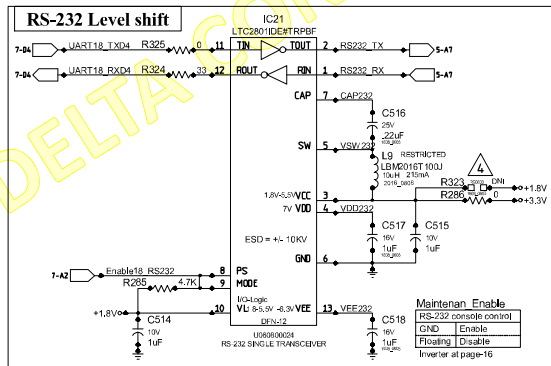 RS-232 Level shift
IC21
LTC2801IDE#TRPBF
7-D4 UART18_TXD4 R325 0 11 TIN TOUT 2 RS232_TX 5-A7
7-D4 UART18_RXD4 R324 33 12 ROUT RIN 1 RS232_RX 5-A7
CAP 7 CAP232
C516
25V
.22uF
SW 5 VSW232
L9 RESTRICTED
LBM2016T100J
10uH 215mA
2016_0806
4
R323 DNI +1.8V
R286 0 +3.3V
1.8V-5.5V VCC 3
7V VDD 4 VDD232
C517
16V
1uF
C515
10V
1uF
ESD = +/- 10KV
GND 6
7-A2 Enable18_RS232 8 PS
R285 4.7K 9 MODE
I/O-Logic
+1.8V 10 VL1.8-5.5V -6.3V VEE 13 VEE232
C514
10V
1uF
DFN-12
U060800024
RS-232 SINGLE TRANSCEIVER
C518
16V
1uF
Maintenan_Enable
RS-232 console control
GND Enable
Floating Disable
Inverter at page-16
DELTA CO